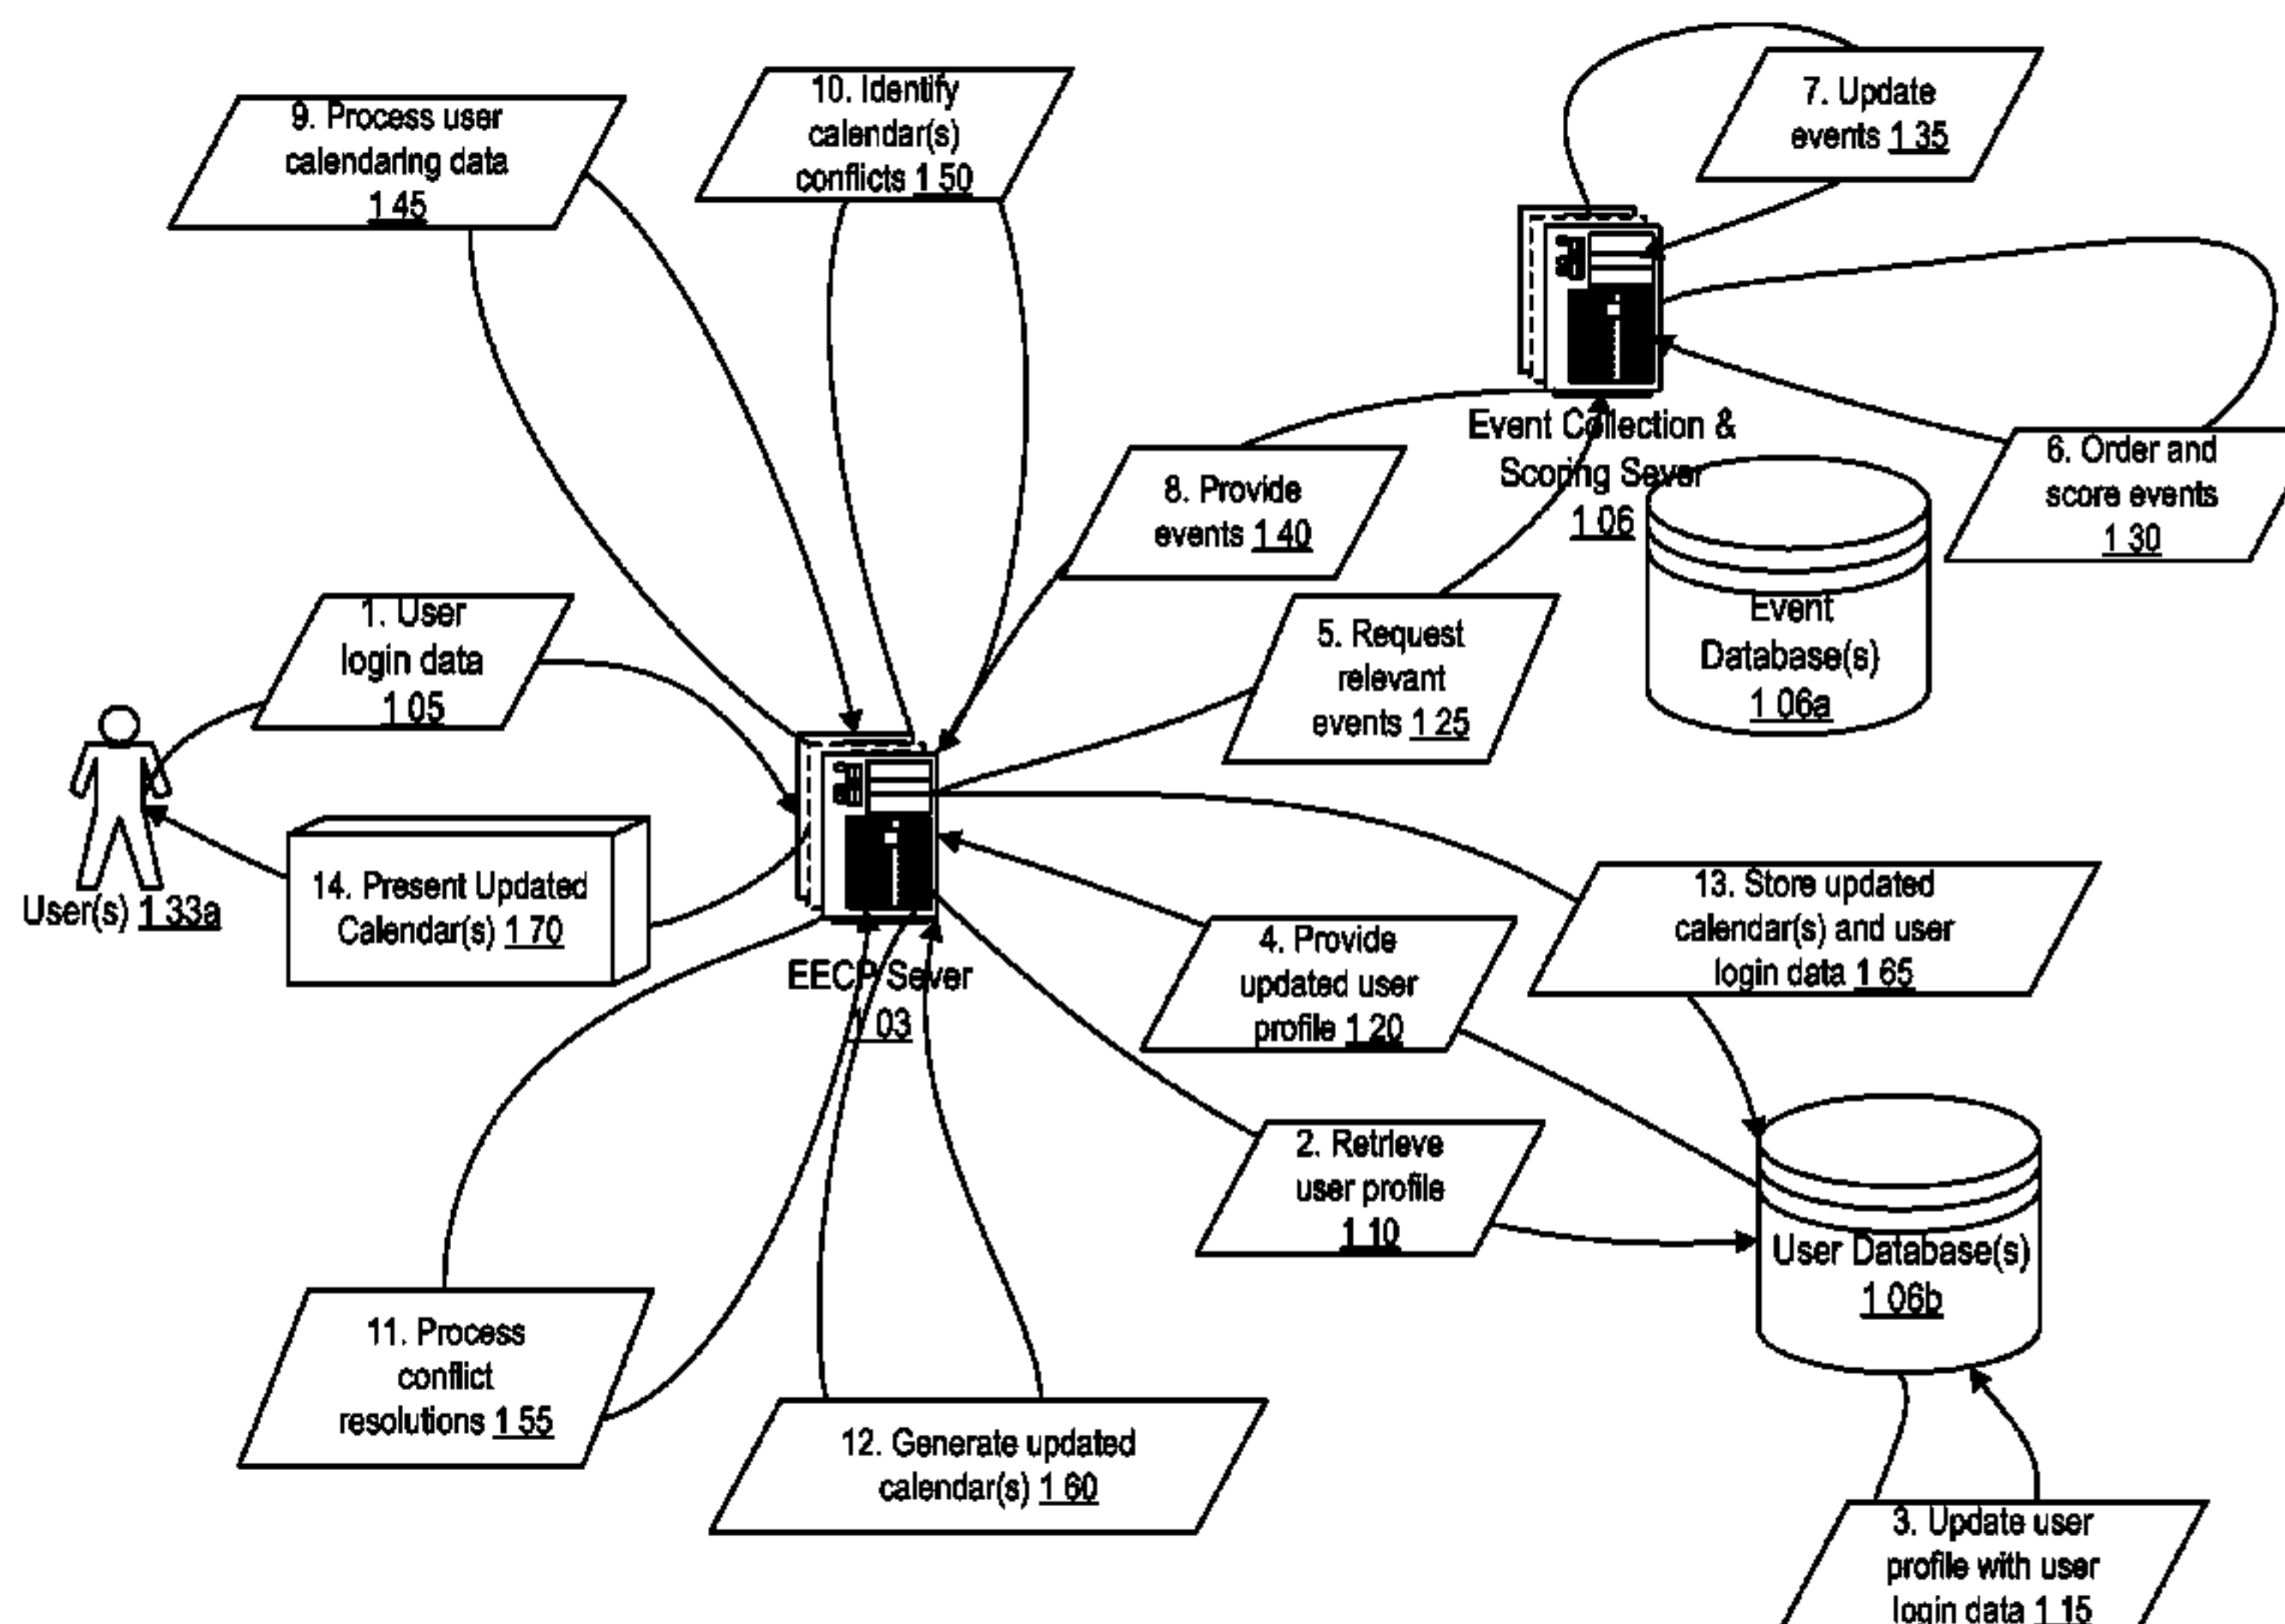 9. Process user
calendaring data
1.45
10. Identify
calendar(s)
conflicts 1.50
7. Update
events 1.35
Event Collection &
Scoring Sever
1.06
6. Order and
score events
1.30
8. Provide
events 1.40
Event
Database(s)
1.06a
1. User
login data
1.05
5. Request
relevant
events 1.25
User(s) 1.33a
14. Present Updated
Calendar(s) 1.70
EECP Sever
1.03
4. Provide
updated user
profile 1.20
13. Store updated
calendar(s) and user
login data 1.65
2. Retrieve
user profile
1.10
User Database(s)
1.06b
11. Process
conflict
resolutions 1.55
12. Generate updated
calendar(s) 1.60
3. Update user
profile with user
login data 1.15